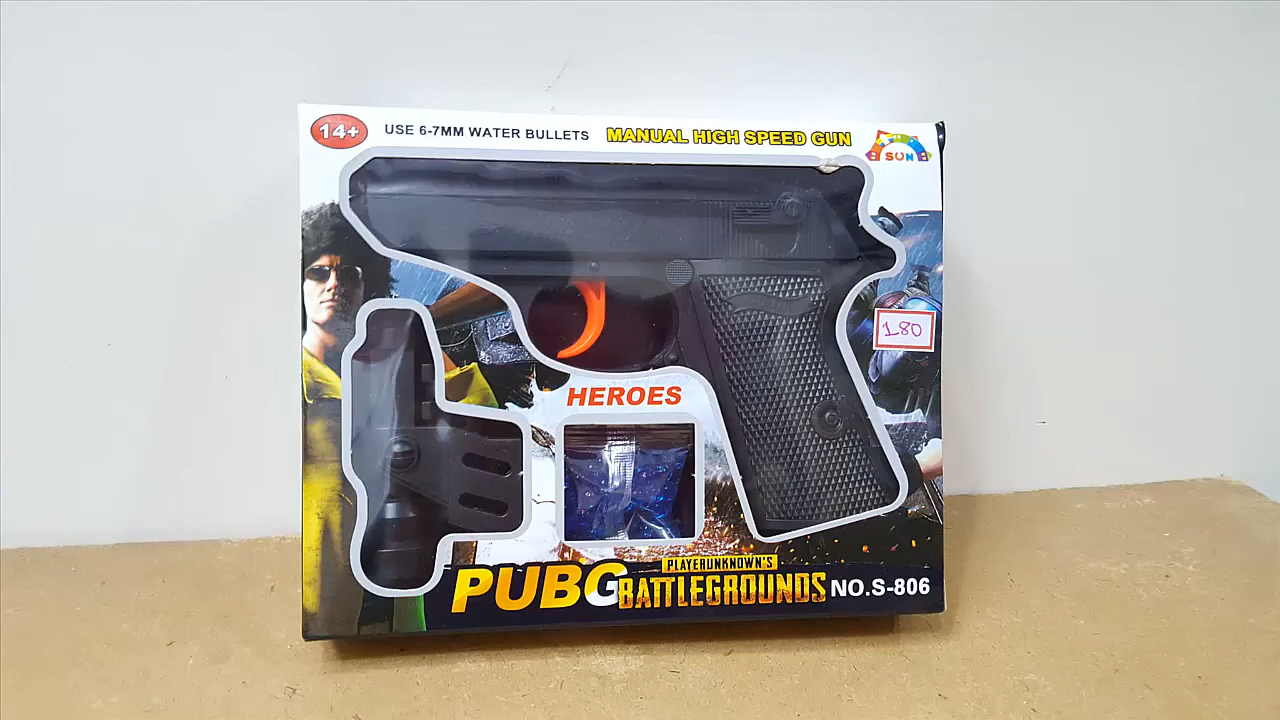 14+
USE 6-7MM WATER BULLETS
MANUAL HIGH SPEED GUN
SUN
180
HEROES
PUBG
PLAYERUNKNOWN'S
BATTLEGROUNDS
NO.S-806